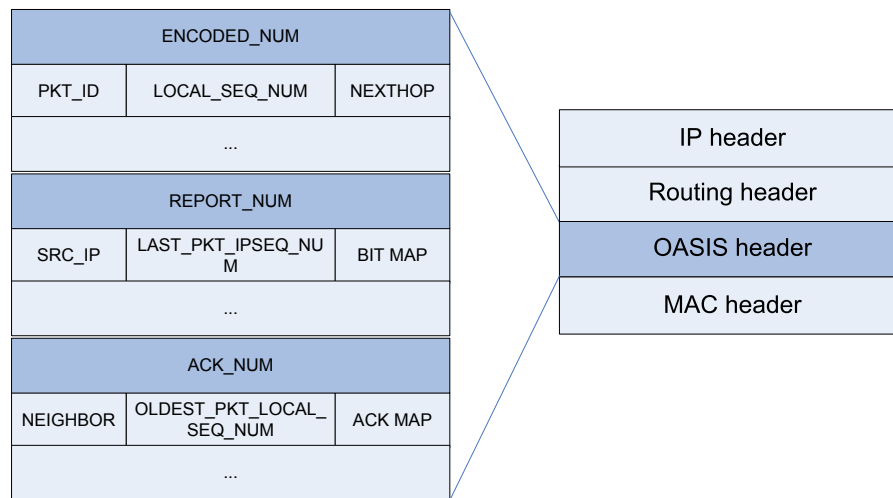 ENCODED_NUM
PKT_ID LOCAL_SEQ_NUM NEXTHOP
...
REPORT_NUM
SRC_IP LAST_PKT_IPSEQ_NU
M BIT MAP
...
ACK_NUM
NEIGHBOR OLDEST_PKT_LOCAL_
SEQ_NUM ACK MAP
...
IP header
Routing header
OASIS header
MAC header